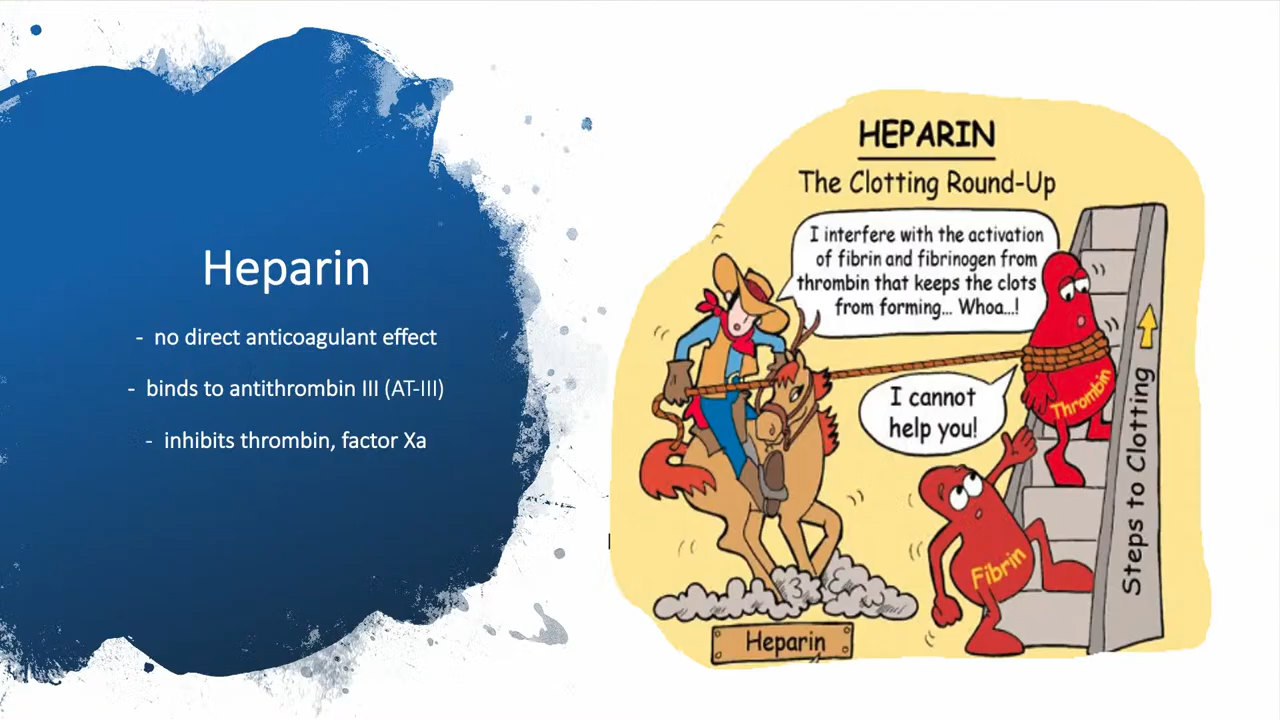 Heparin
- no direct anticoagulant effect
- binds to antithrombin III (AT-III)
- inhibits thrombin, factor Xa
HEPARIN
The Clotting Round-Up
I interfere with the activation
of fibrin and fibrinogen from
thrombin that keeps the clots
from forming... Whoa...!
I cannot
help you!
Thrombin
Fibrin
Steps to Clotting
Heparin